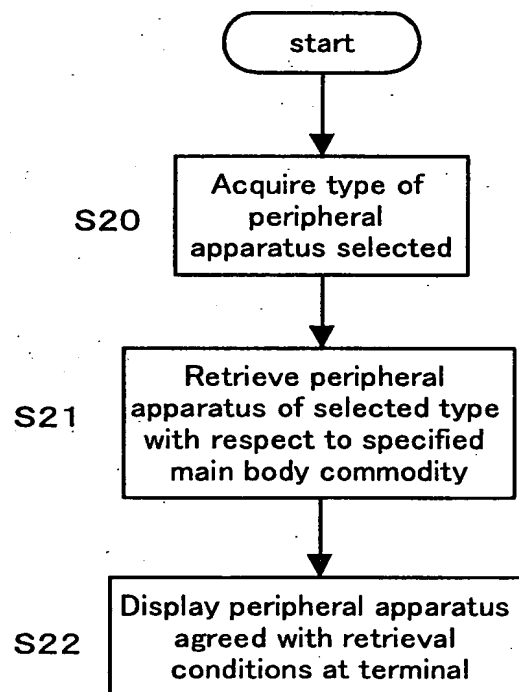 start
S20
Acquire type of
peripheral
apparatus selected
S21
Retrieve peripheral
apparatus of selected type
with respect to specified
main body commodity
S22
Display peripheral apparatus
agreed with retrieval
conditions at terminal